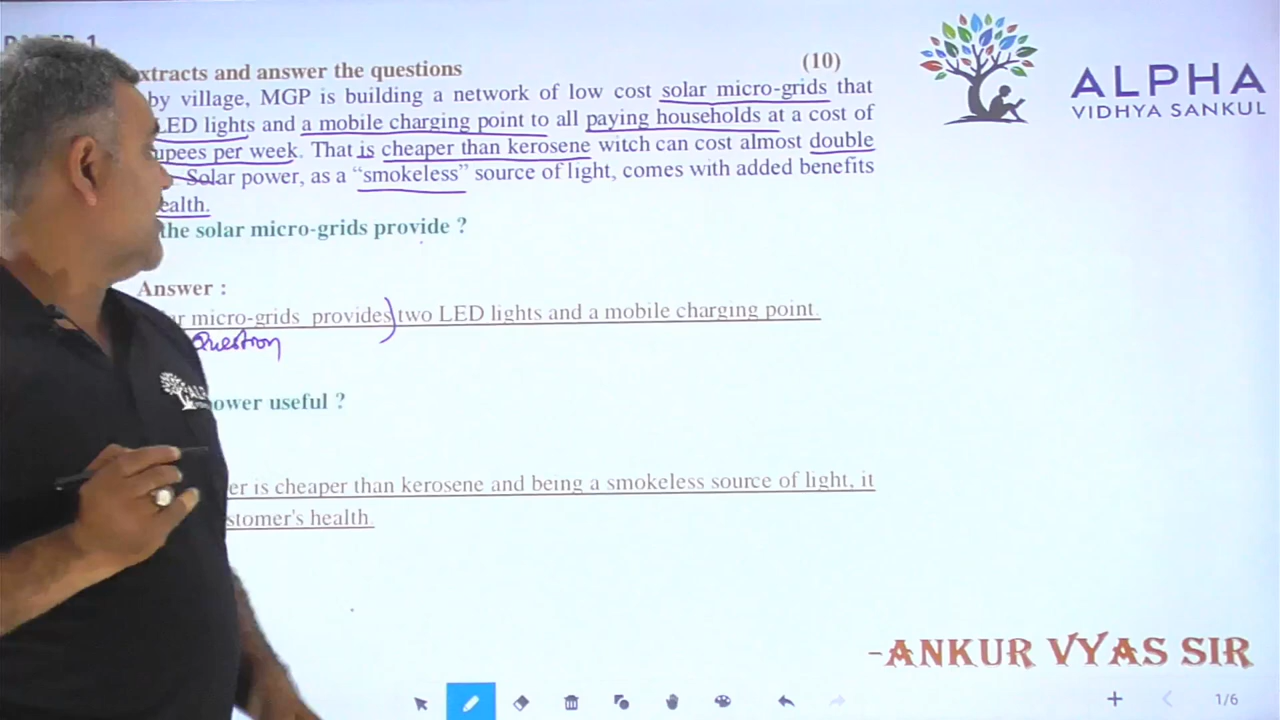 xtracts and answer the questions (10)
by village, MGP is building a network of low cost solar micro-grids that
LED lights and a mobile charging point to all paying households at a cost of
upees per week. That is cheaper than kerosene witch can cost almost double
Solar power, as a “smokeless” source of light, comes with added benefits
ealth.
the solar micro-grids provide ?
Answer :
ar micro-grids provides two LED lights and a mobile charging point.
Question
ower useful ?
er is cheaper than kerosene and being a smokeless source of light, it
stomer's health.
ALPHA
VIDHYA SANKUL
-ANKUR VYAS SIR
1/6